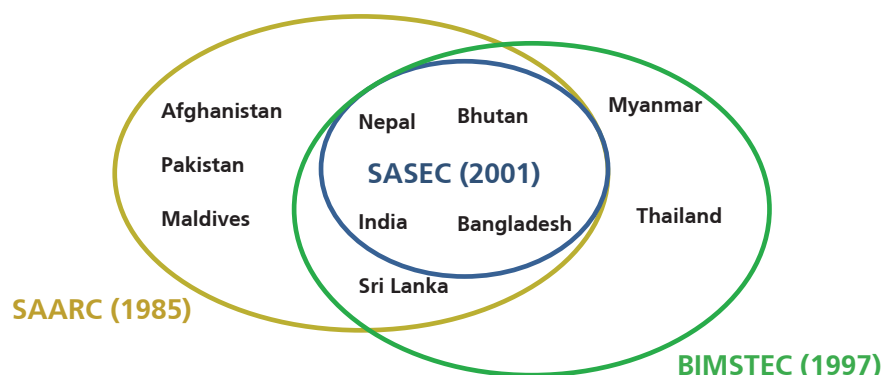 Afghanistan
Nepal
Bhutan
Myanmar
Pakistan
SASEC (2001)
Maldives
India
Bangladesh
Thailand
Sri Lanka
SAARC (1985)
BIMSTEC (1997)